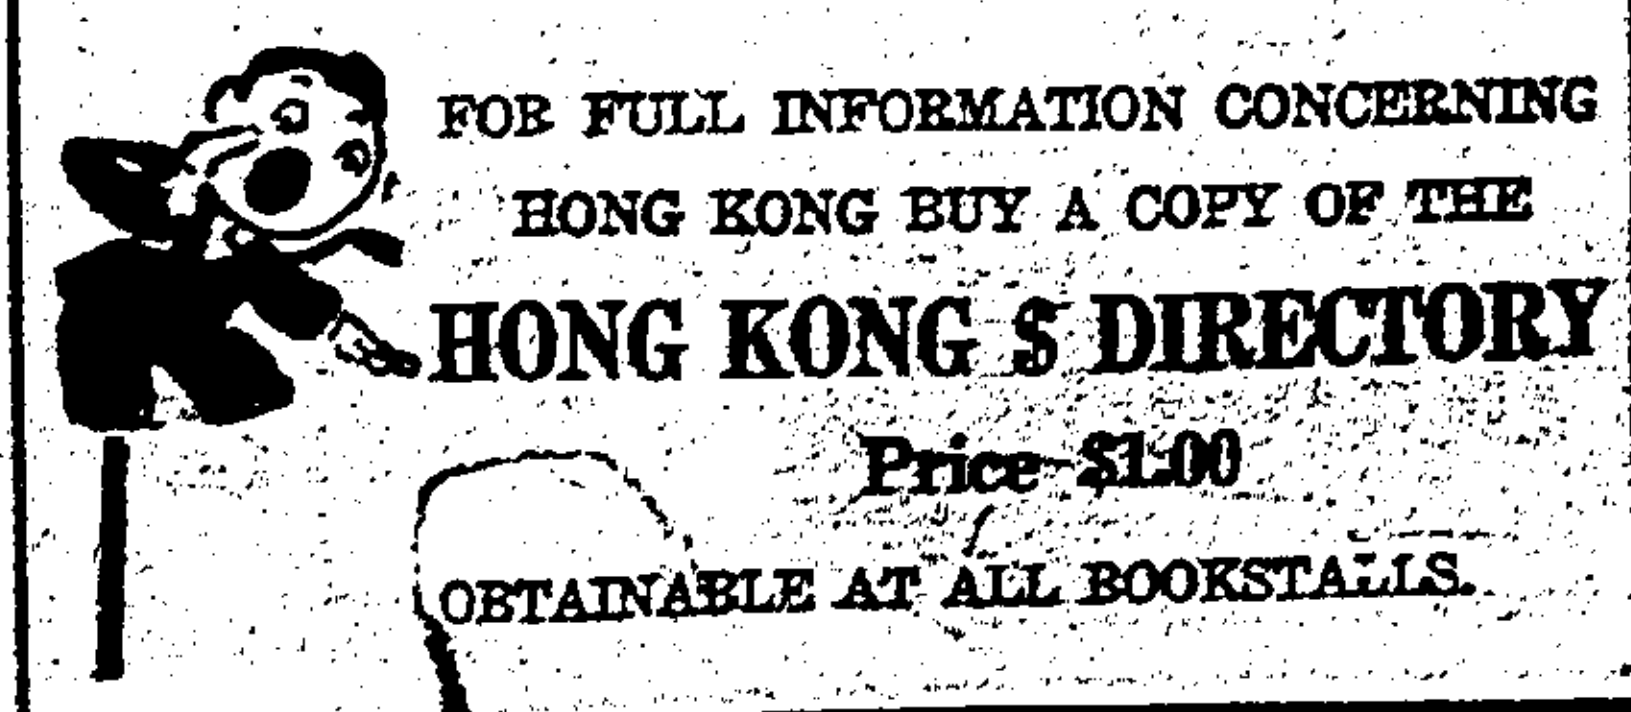 FOR FULL INFORMATION CONCERNING
HONG KONG BUY A COPY OF THE
HONG KONG $ DIRECTORY
Price $1.00
OBTAINABLE AT ALL BOOKSTALLS.